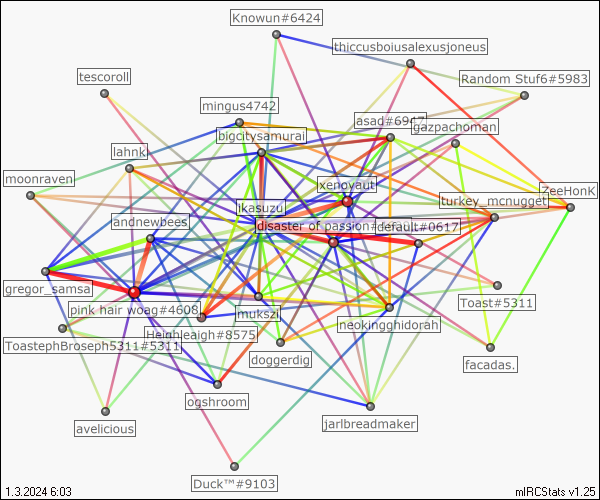 Knowun#6424
thiccusboiusalexusjoneus
tescoroll
Random Stuf6#5983
mingus4742
asad#6947
gazpachoman
bigcitysamurai
lahnk
moonraven
xenovaut
ZeeHonK
turkey_mcnugget
ikasuzu
andrewbees
disaster of passion#
default#0617
gregor_samsa
Toast#5311
pink hair woag#4608
mukszi
neokingghidorah
Heighleaigh#8575
ToastephBroseph5311#5311
doggerdig
facadas.
ogshroom
avelicious
jarlbreadmaker
Duck™#9103
1.3.2024 6:03
mIRCStats v1.25